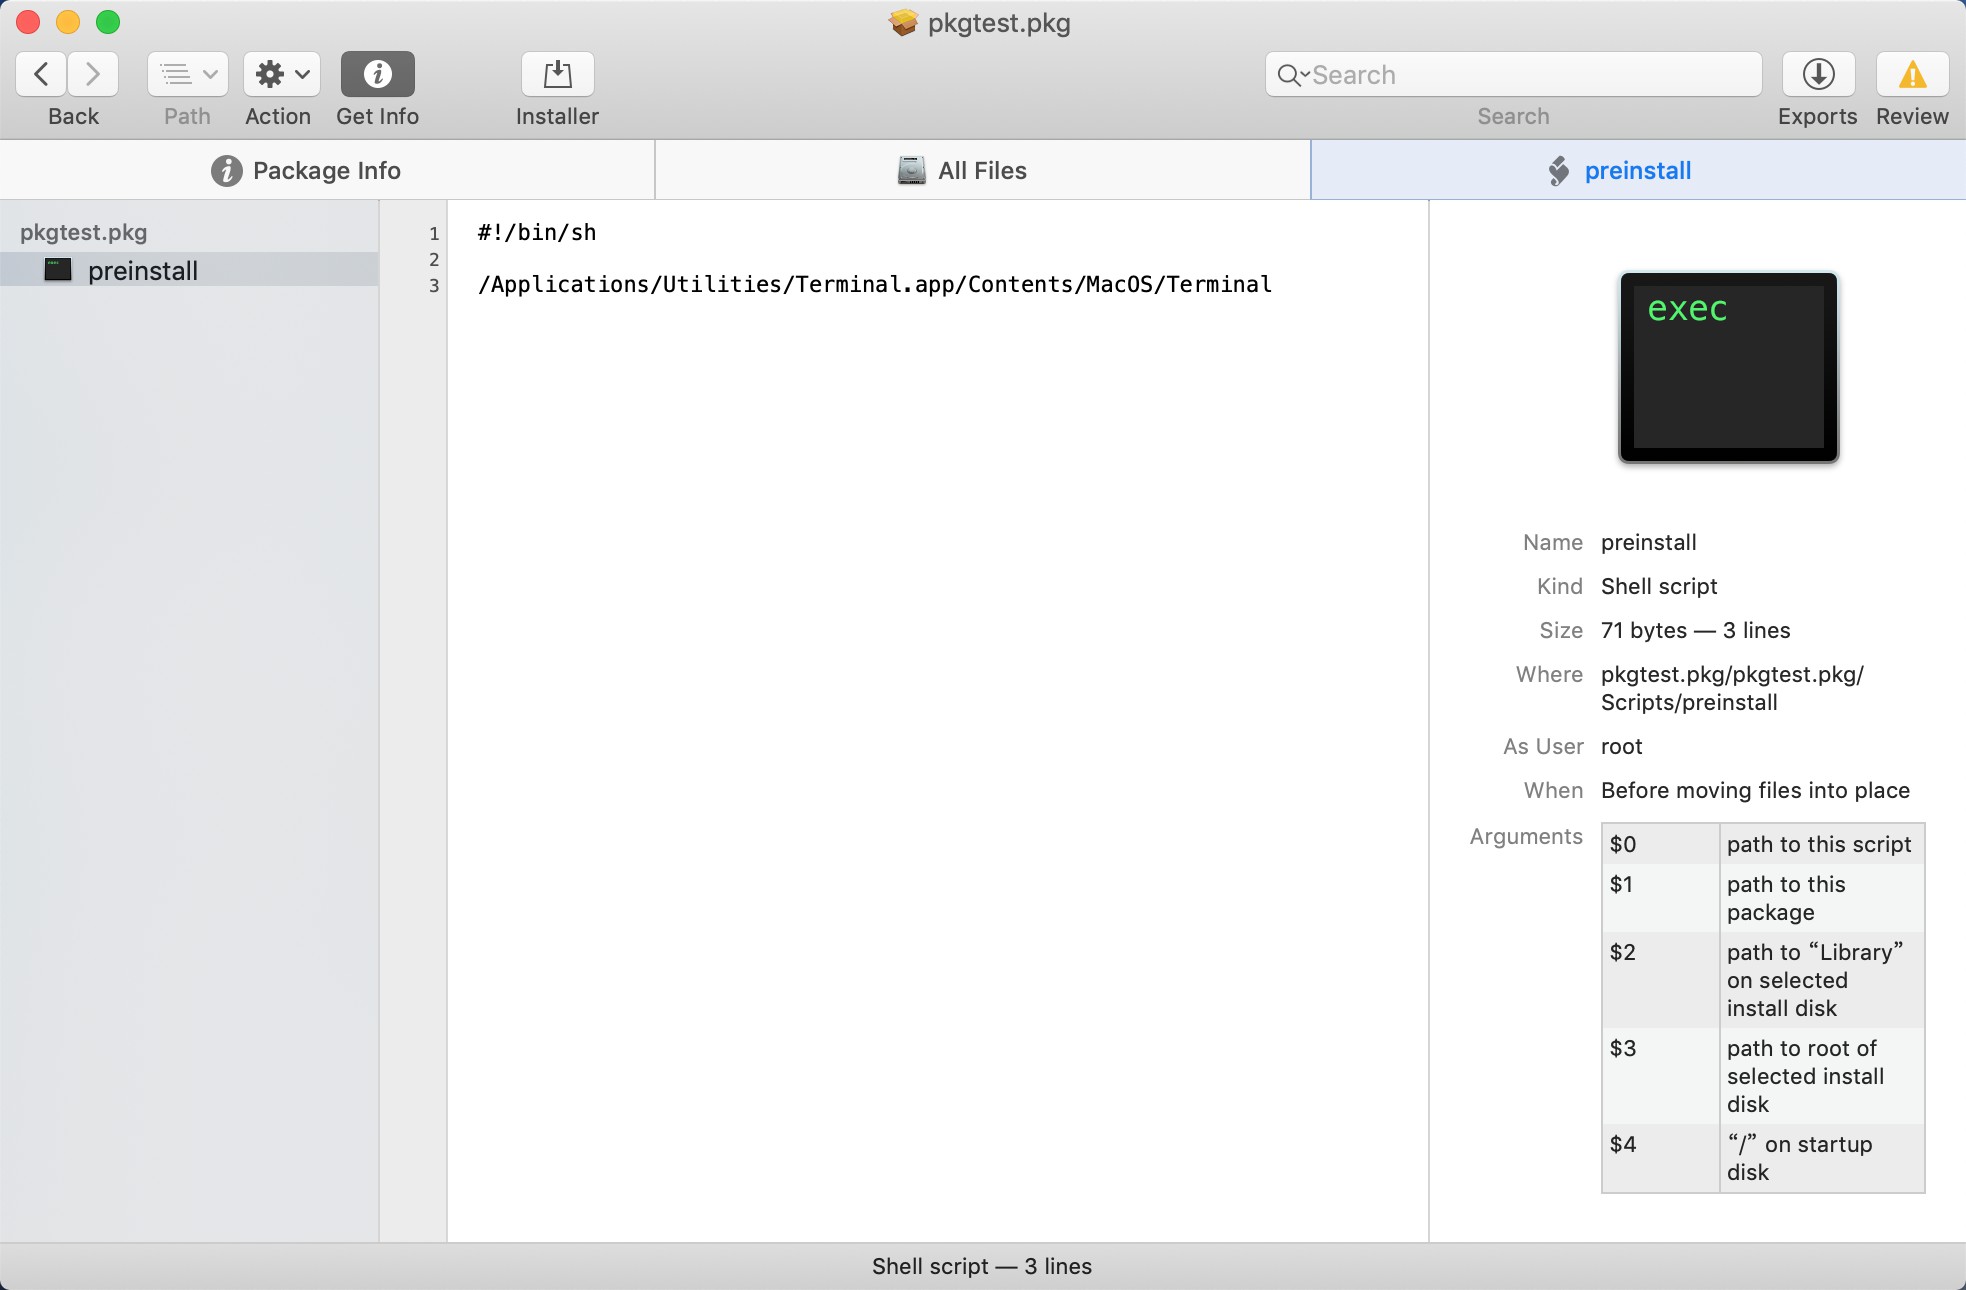 pkgtest.pkg
Back
Path
Action
Get Info
Installer
Search
Search
Exports
Review
Package Info
All Files
preinstall
pkgtest.pkg
preinstall
1 #!/bin/sh
2
3 /Applications/Utilities/Terminal.app/Contents/MacOS/Terminal
exec
Name preinstall
Kind Shell script
Size 71 bytes — 3 lines
Where pkgtest.pkg/pkgtest.pkg/
Scripts/preinstall
As User root
When Before moving files into place
Arguments
$0 path to this script
$1 path to this
package
$2 path to “Library”
on selected
install disk
$3 path to root of
selected install
disk
$4 “/” on startup
disk
Shell script — 3 lines